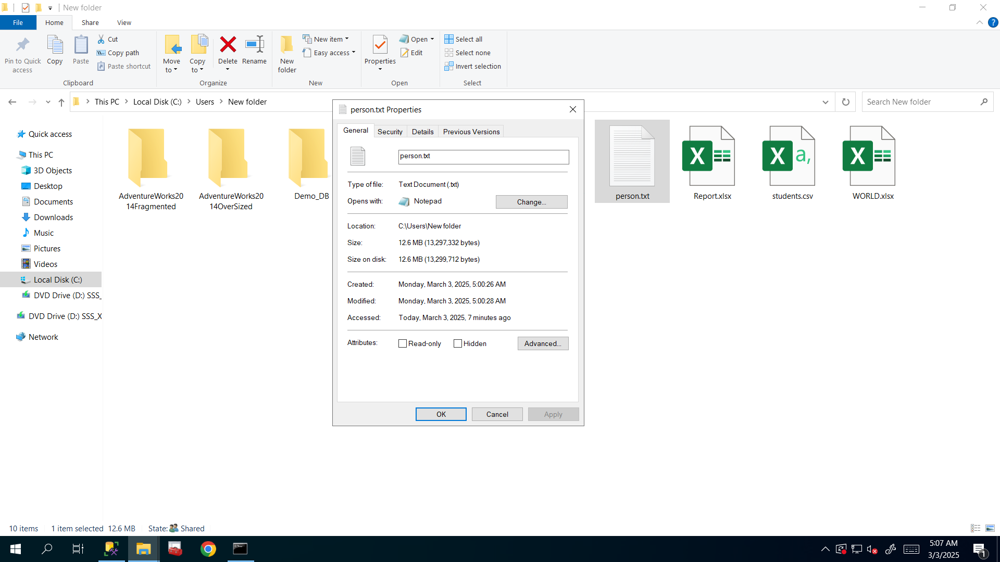 New folder
File
Home
Share
View
Pin to Quick
access
Copy
Paste
Cut
Copy path
Paste shortcut
Clipboard
Move
to
Copy
to
Delete
Rename
Organize
New
folder
New item
Easy access
New
Properties
Open
Edit
Open
Select all
Select none
Invert selection
Select
This PC
Local Disk (C:)
Users
New folder
Search New folder
Quick access
This PC
3D Objects
Desktop
Documents
Downloads
Music
Pictures
Videos
Local Disk (C:)
DVD Drive (D:) SSS_
DVD Drive (D:) SSS_X
Network
AdventureWorks20
14Fragmented
AdventureWorks20
14OverSized
Demo_DB
person.txt
Report.xlsx
students.csv
WORLD.xlsx
person.txt Properties
General
Security
Details
Previous Versions
person.txt
Type of file: Text Document (.txt)
Opens with: Notepad
Change...
Location: C:\Users\New folder
Size: 12.6 MB (13,297,332 bytes)
Size on disk: 12.6 MB (13,299,712 bytes)
Created: Monday, March 3, 2025, 5:00:26 AM
Modified: Monday, March 3, 2025, 5:00:28 AM
Accessed: Today, March 3, 2025, 7 minutes ago
Attributes: Read-only Hidden
Advanced...
OK
Cancel
Apply
10 items
1 item selected 12.6 MB
State: Shared
5:07 AM
3/3/2025
1